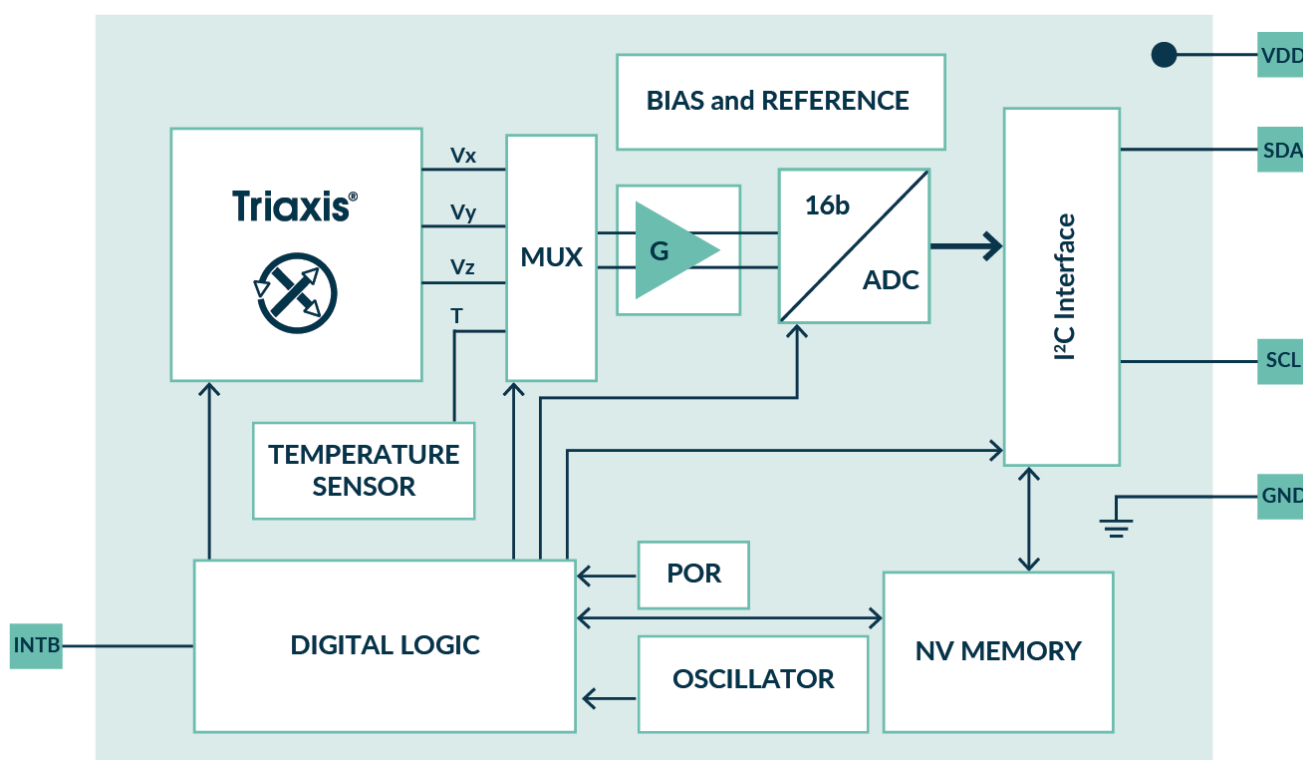 VDD
BIAS and REFERENCE
SDA
Triaxis®
Vx
Vy
Vz
T
MUX
G
16b
ADC
I²C Interface
SCL
TEMPERATURE
SENSOR
GND
POR
INTB
DIGITAL LOGIC
NV MEMORY
OSCILLATOR